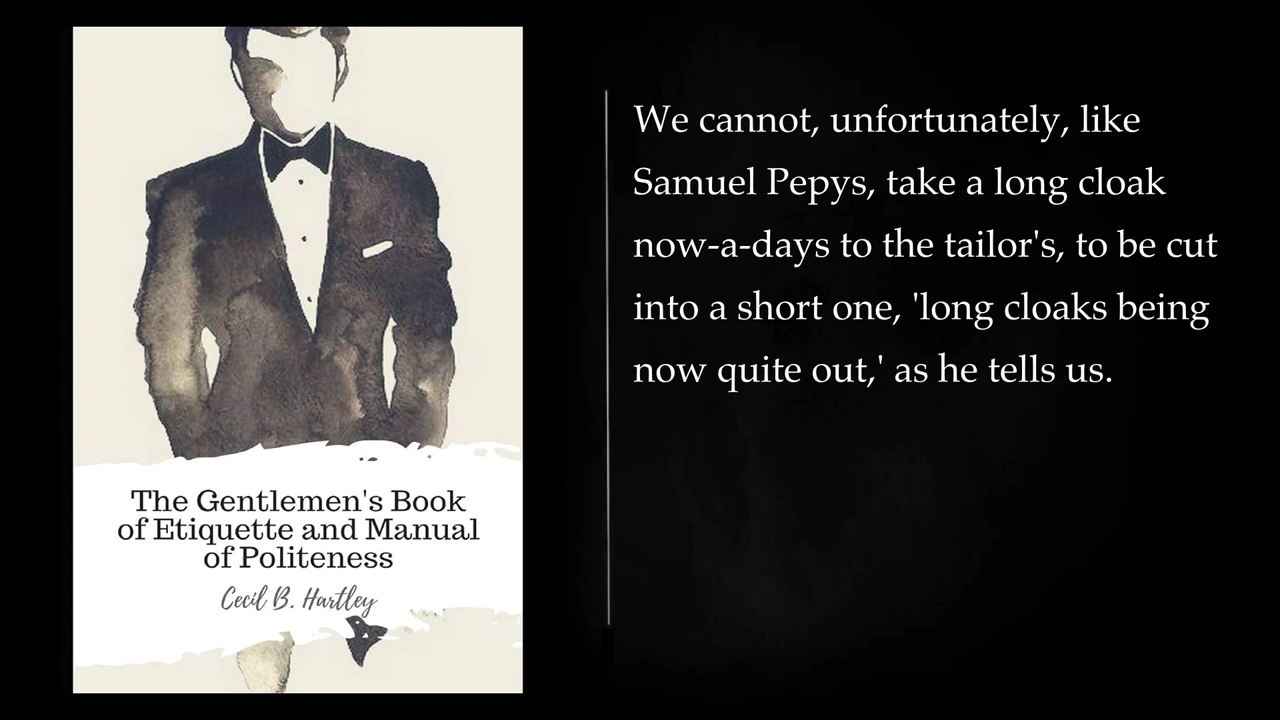 The Gentlemen's Book
of Etiquette and Manual
of Politeness
Cecil B. Hartley
We cannot, unfortunately, like
Samuel Pepys, take a long cloak
now-a-days to the tailor's, to be cut
into a short one, 'long cloaks being
now quite out,' as he tells us.